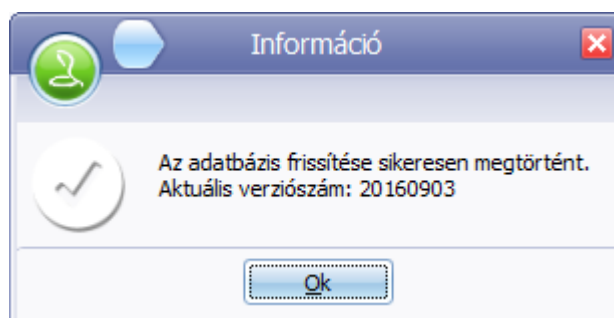 Információ
Az adatbázis frissítése sikeresen megtörtént.
Aktuális verziószám: 20160903
Ok